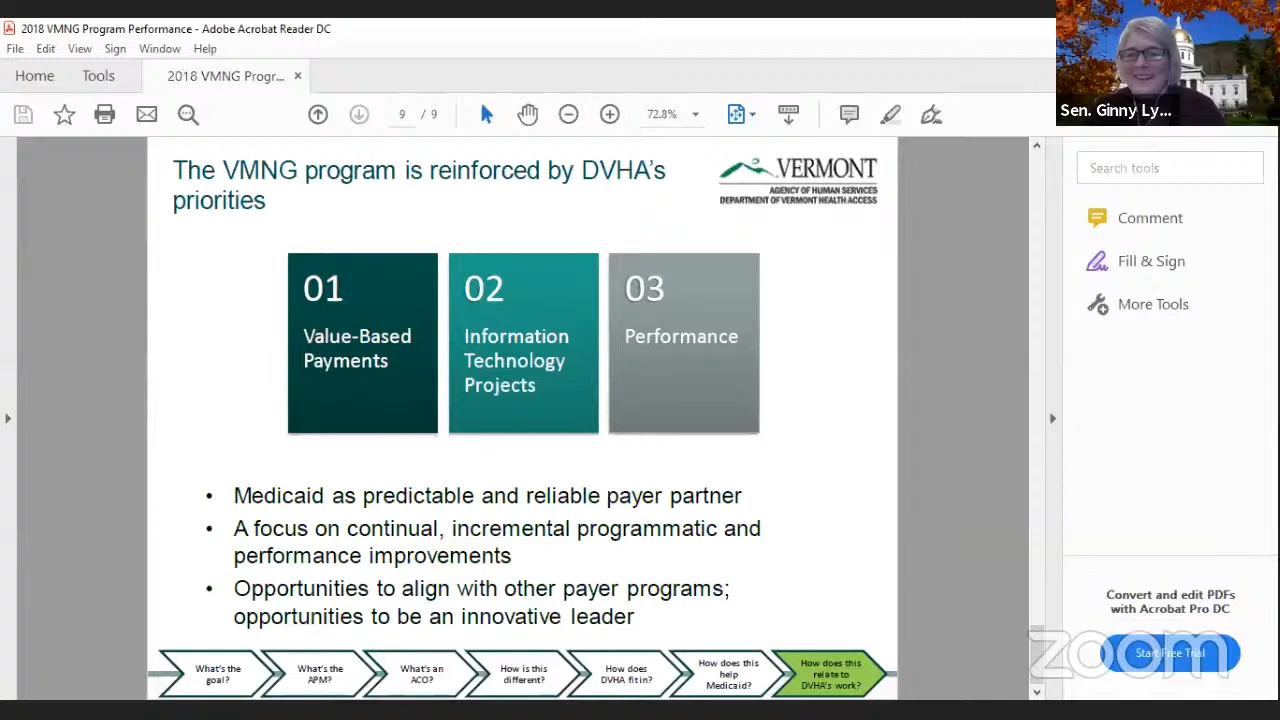 2018 VMNG Program Performance - Adobe Acrobat Reader DC
File Edit View Sign Window Help
Home Tools 2018 VMNG Progr... ×
9 / 9 72.8%
Sen. Ginny Ly...
The VMNG program is reinforced by DVHA's
priorities
VERMONT
AGENCY OF HUMAN SERVICES
DEPARTMENT OF VERMONT HEALTH ACCESS
01
Value-Based
Payments
02
Information
Technology
Projects
03
Performance
• Medicaid as predictable and reliable payer partner
• A focus on continual, incremental programmatic and
performance improvements
• Opportunities to align with other payer programs;
opportunities to be an innovative leader
What's the
goal?
What's the
APM?
What's an
ACO?
How is this
different?
How does
DVHA fit in?
How does this
help
Medicaid?
How does this
relate to
DVHA's work?
Search tools
Comment
Fill & Sign
More Tools
Convert and edit PDFs
with Acrobat Pro DC
Start Free Trial
zoom